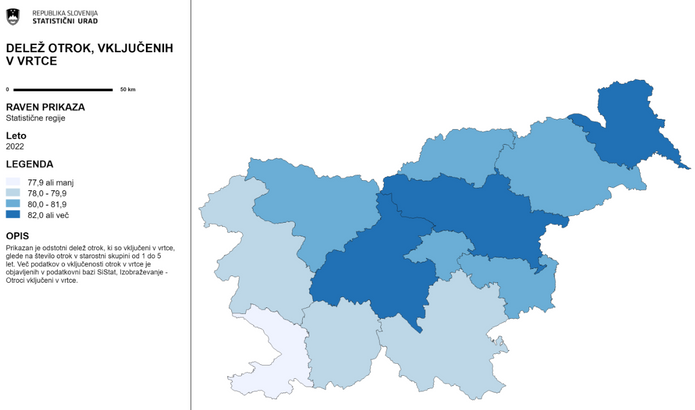 REPUBLIKA SLOVENIJA
STATISTIČNI URAD
DELEŽ OTROK, VKLJUČENIH
V VRTCE
0 50 km
RAVEN PRIKAZA
Statistične regije
Leto
2022
LEGENDA
77,9 ali manj
78,0 - 79,9
80,0 - 81,9
82,0 ali več
OPIS
Prikazan je odstotni delež otrok, ki so vključeni v vrtce,
glede na število otrok v starostni skupini od 1 do 5
let. Več podatkov o vključenosti otrok v vrtce je
objavljenih v podatkovni bazi SiStat, Izobraževanje -
Otroci vključeni v vrtce.